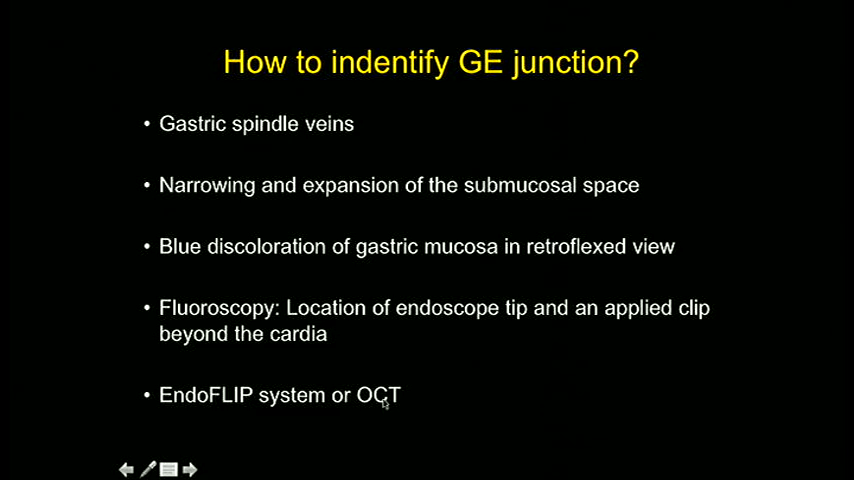 How to indentify GE junction?
• Gastric spindle veins
• Narrowing and expansion of the submucosal space
• Blue discoloration of gastric mucosa in retroflexed view
• Fluoroscopy: Location of endoscope tip and an applied clip
beyond the cardia
• EndoFLIP system or OCT